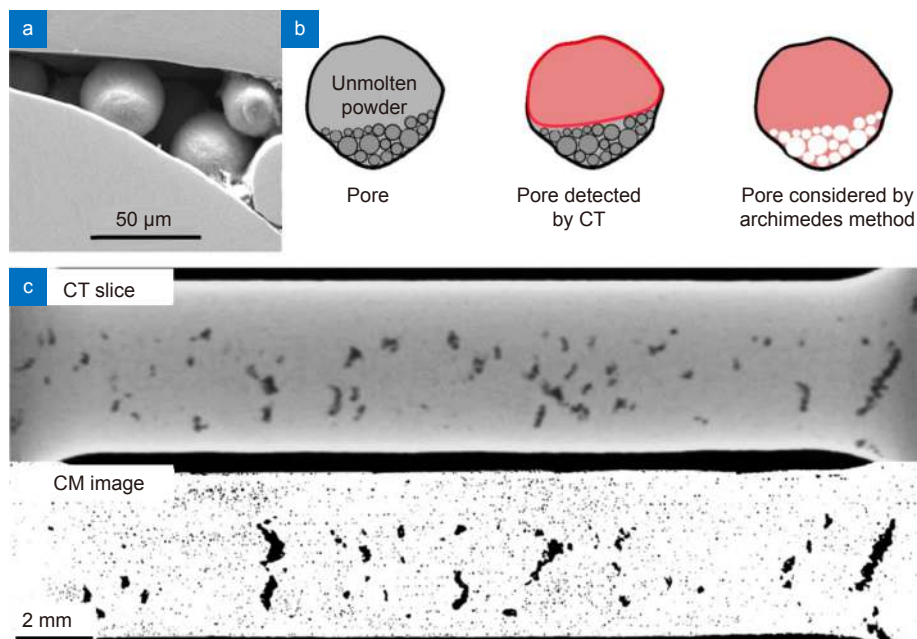 a
50 µm
b
Unmolten
powder
Pore
Pore detected
by CT
Pore considered by
archimedes method
c
CT slice
CM image
2 mm